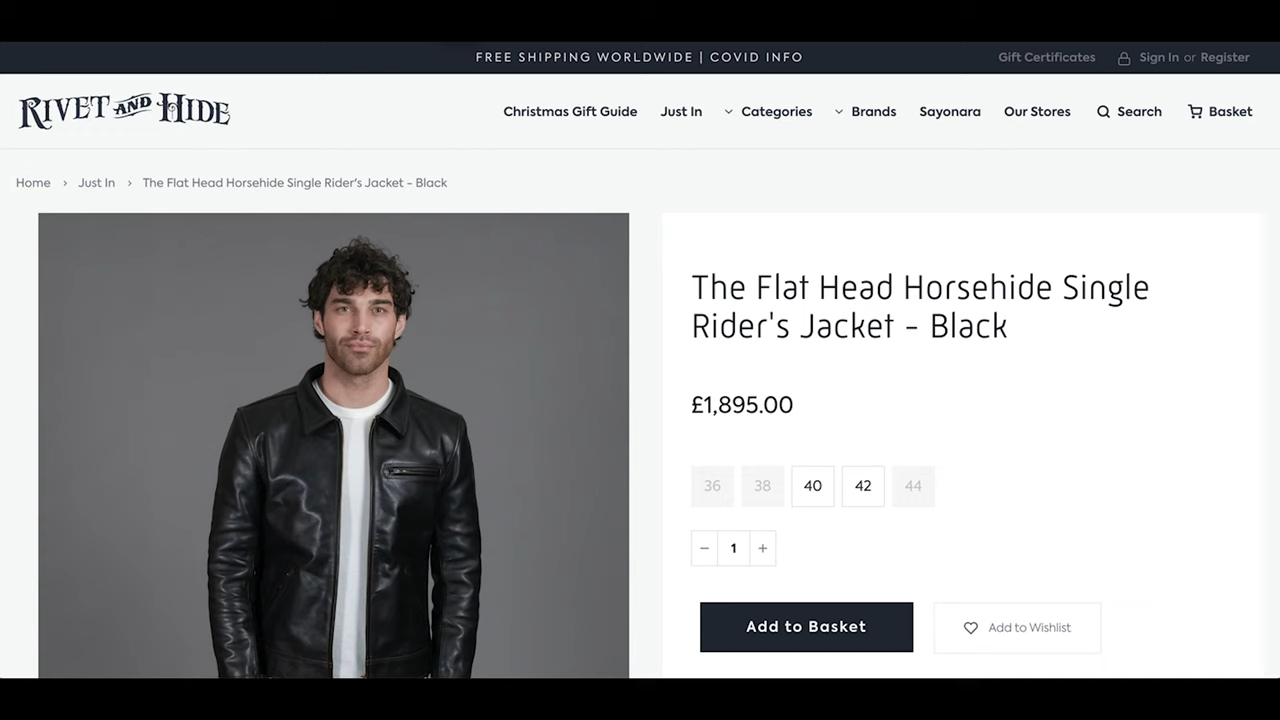 FREE SHIPPING WORLDWIDE | COVID INFO
Gift Certificates
Sign In or Register
RIVET AND HIDE
Christmas Gift Guide
Just In
Categories
Brands
Sayonara
Our Stores
Search
Basket
Home › Just In › The Flat Head Horsehide Single Rider's Jacket - Black
The Flat Head Horsehide Single
Rider's Jacket - Black
£1,895.00
36 38 40 42 44
− 1 +
Add to Basket
Add to Wishlist